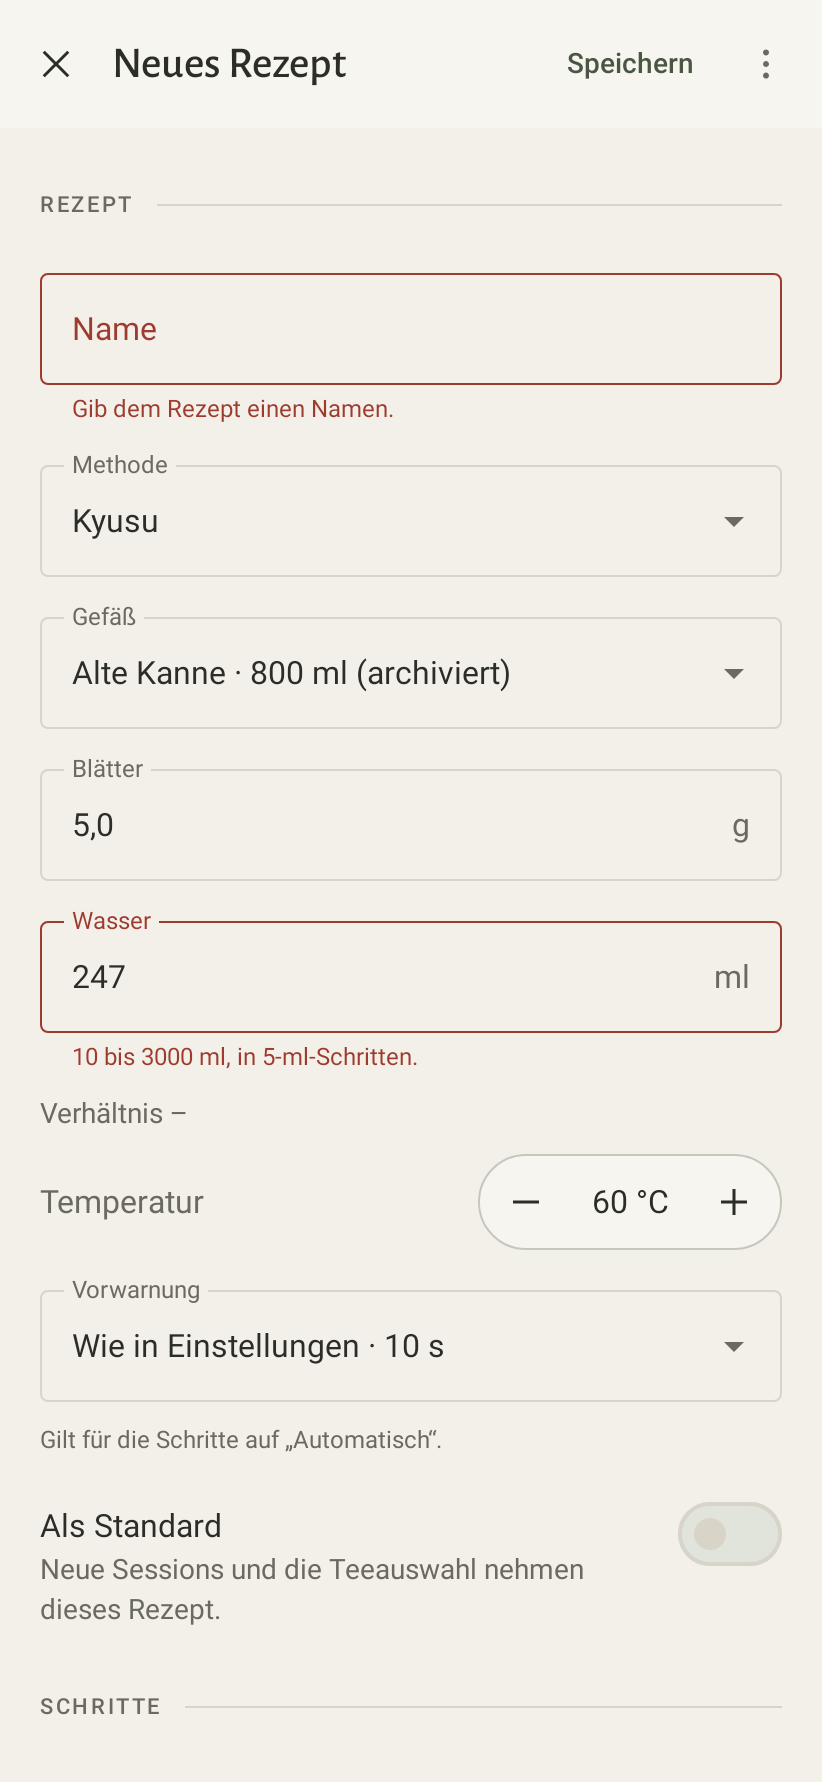 Neues Rezept
Speichern
REZEPT
Name
Gib dem Rezept einen Namen.
Methode
Kyusu
Gefäß
Alte Kanne · 800 ml (archiviert)
Blätter
5,0 g
Wasser
247 ml
10 bis 3000 ml, in 5-ml-Schritten.
Verhältnis –
Temperatur
60 °C
Vorwarnung
Wie in Einstellungen · 10 s
Gilt für die Schritte auf „Automatisch“.
Als Standard
Neue Sessions und die Teeauswahl nehmen
dieses Rezept.
SCHRITTE